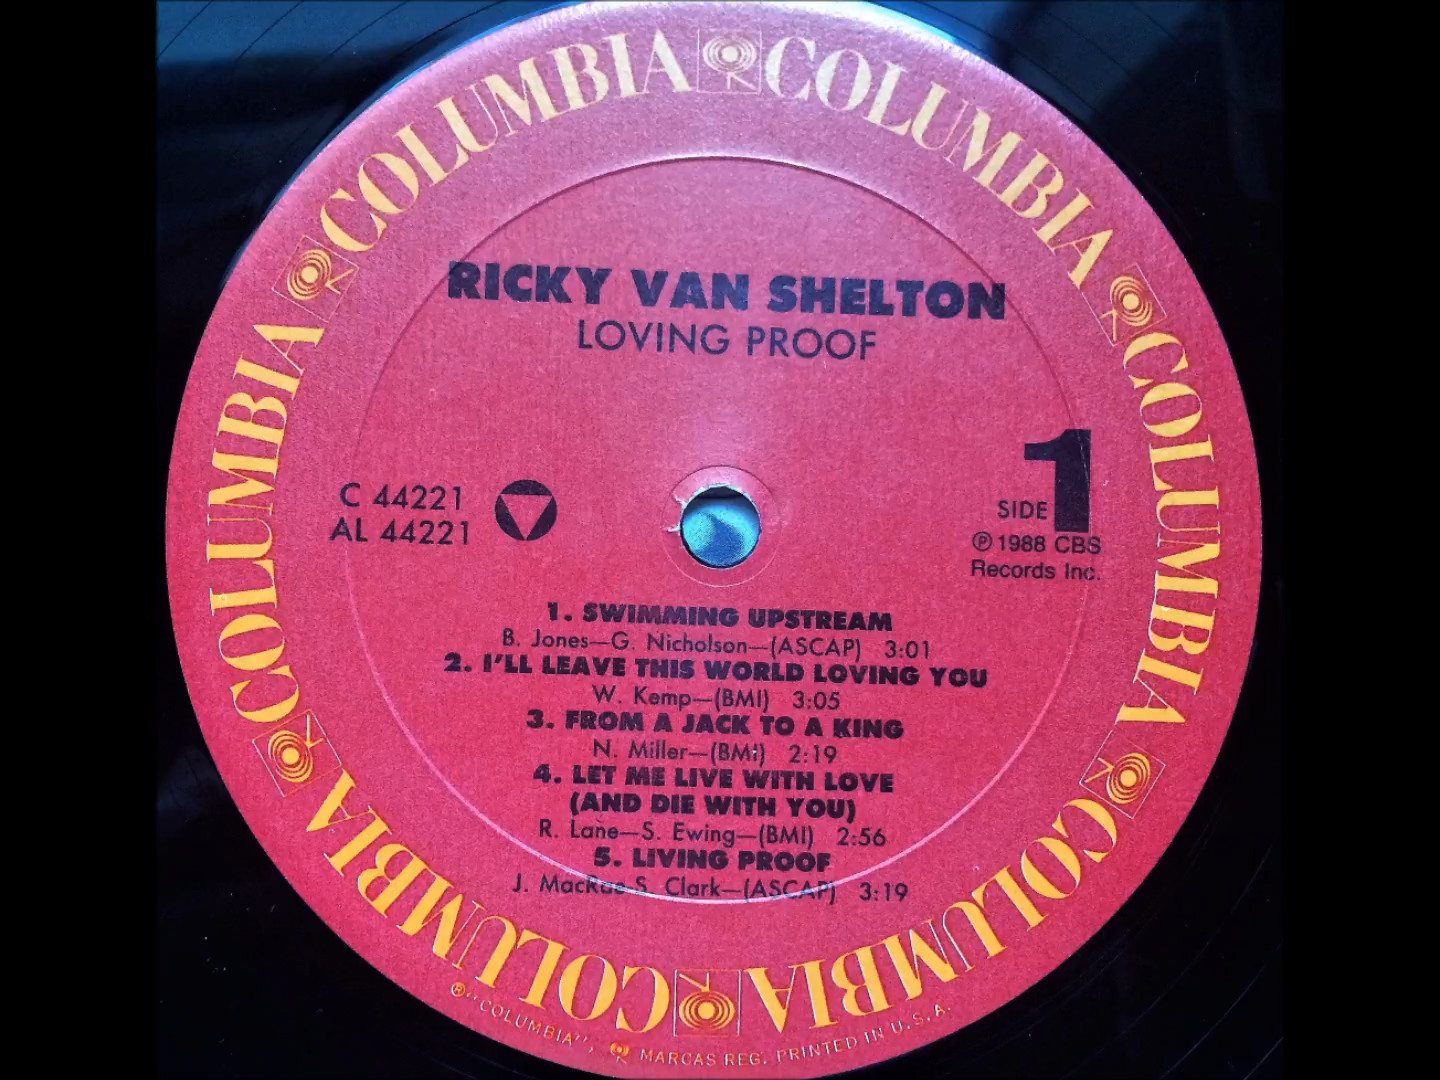 COLUMBIA COLUMBIA COLUMBIA COLUMBIA COLUMBIA COLUMBIA COLUMBIA COLUMBIA
RICKY VAN SHELTON
LOVING PROOF
C 44221
AL 44221
SIDE 1
℗ 1988 CBS
Records Inc.
1. SWIMMING UPSTREAM
B. Jones—G. Nicholson—(ASCAP) 3:01
2. I'LL LEAVE THIS WORLD LOVING YOU
W. Kemp—(BMI) 3:05
3. FROM A JACK TO A KING
N. Miller—(BMI) 2:19
4. LET ME LIVE WITH LOVE
(AND DIE WITH YOU)
R. Lane—S. Ewing—(BMI) 2:56
5. LIVING PROOF
J. MacRae-S. Clark—(ASCAP) 3:19
®"COLUMBIA", MARCAS REG. PRINTED IN U.S.A.